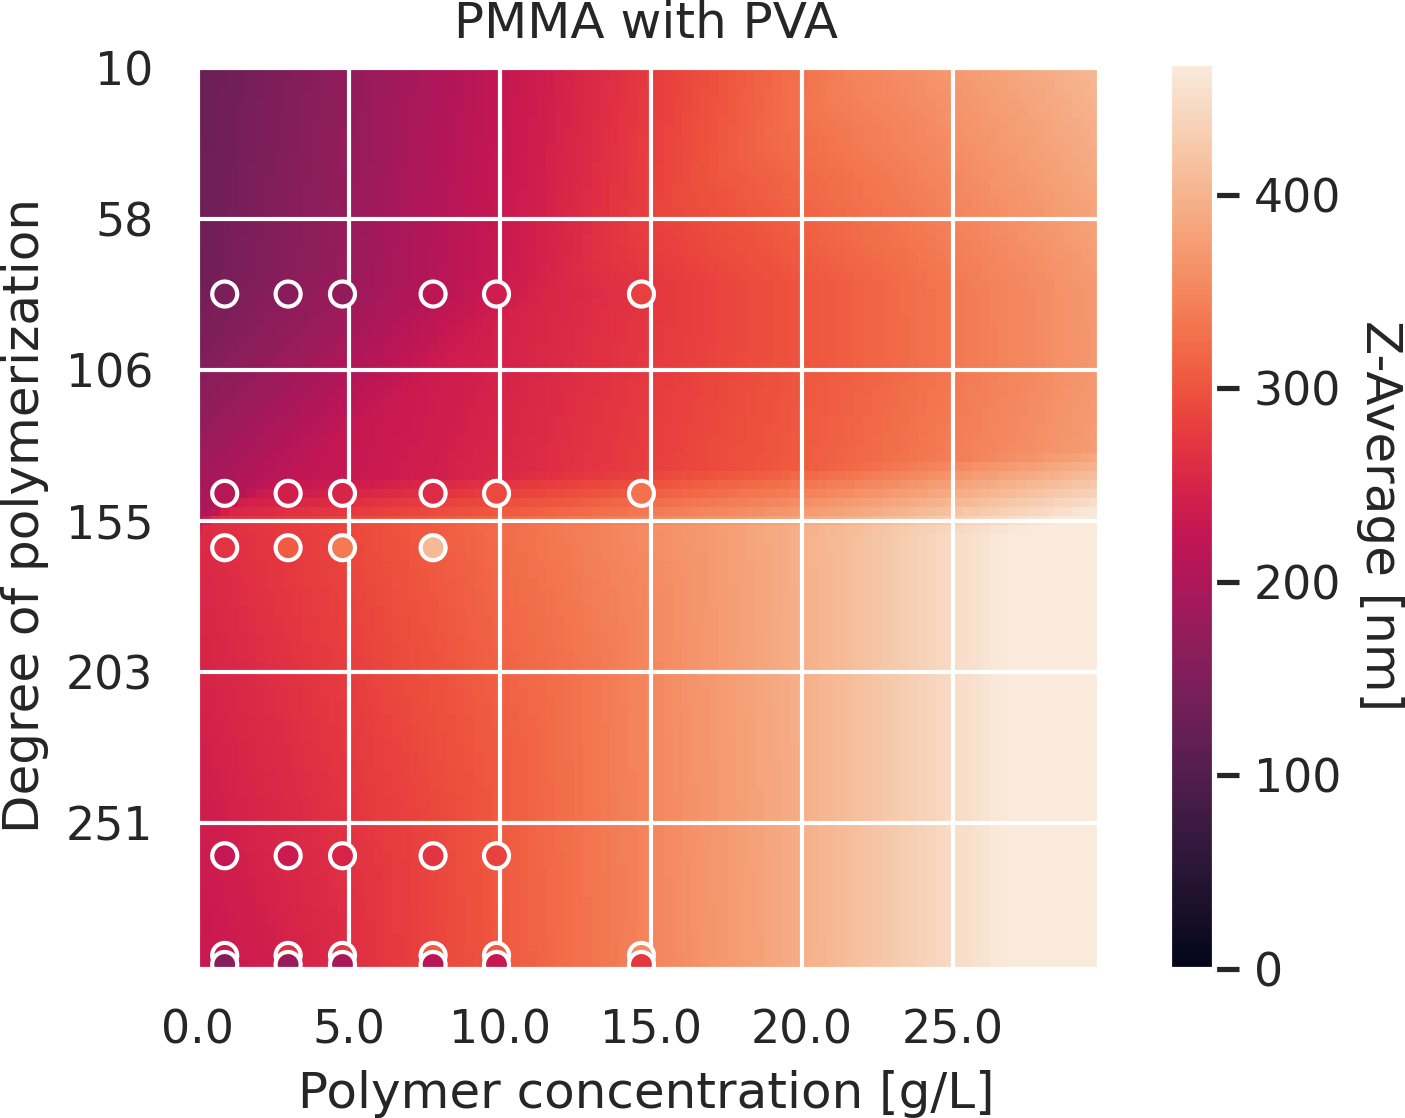 PMMA with PVA
10
58
106
155
203
251
Degree of polymerization
0.0 5.0 10.0 15.0 20.0 25.0
Polymer concentration [g/L]
400
300
200
100
0
Z-Average [nm]